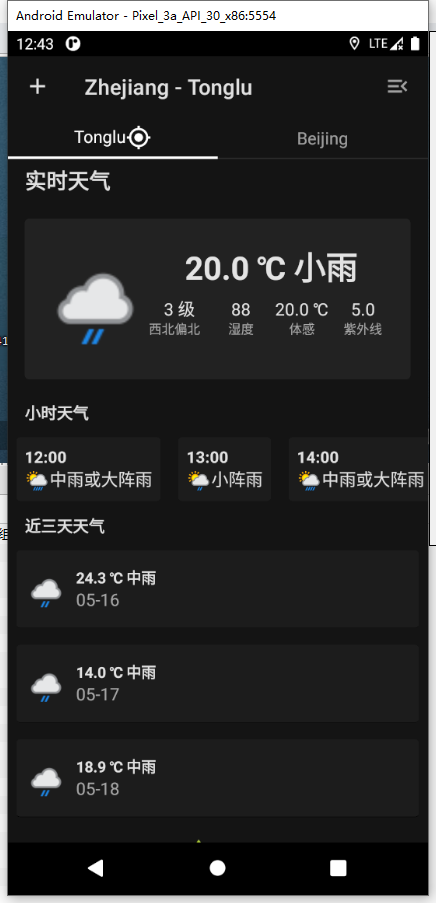 Android Emulator - Pixel_3a_API_30_x86:5554
12:43 LTE
Zhejiang - Tonglu
Tonglu Beijing
实时天气
20.0 ℃ 小雨
3 级 88 20.0 ℃ 5.0
西北偏北 湿度 体感 紫外线
小时天气
12:00 13:00 14:00
中雨或大阵雨 小阵雨 中雨或大阵雨
近三天天气
24.3 ℃ 中雨
05-16
14.0 ℃ 中雨
05-17
18.9 ℃ 中雨
05-18